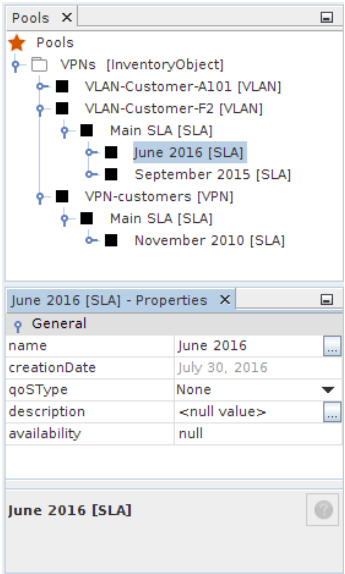 Pools
Pools
VPNs [InventoryObject]
VLAN-Customer-A101 [VLAN]
VLAN-Customer-F2 [VLAN]
Main SLA [SLA]
June 2016 [SLA]
September 2015 [SLA]
VPN-customers [VPN]
Main SLA [SLA]
November 2010 [SLA]
June 2016 [SLA] - Properties
General
name June 2016 ...
creationDate July 30, 2016
qoSType None
description <null value> ...
availability null
June 2016 [SLA] ?